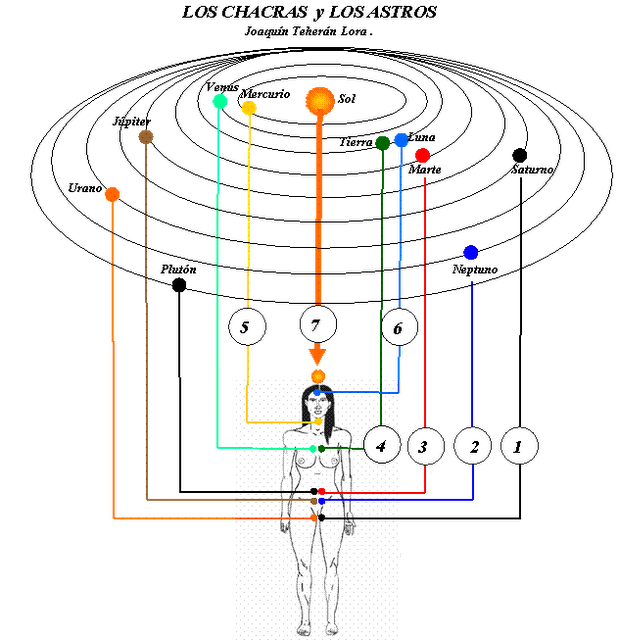 LOS CHACRAS y LOS ASTROS
Joaquín Teherán Lora .
Venus
Mercurio
Sol
Júpiter
Tierra
Luna
Marte
Saturno
Urano
Plutón
Neptuno
5
7
6
4
3
2
1